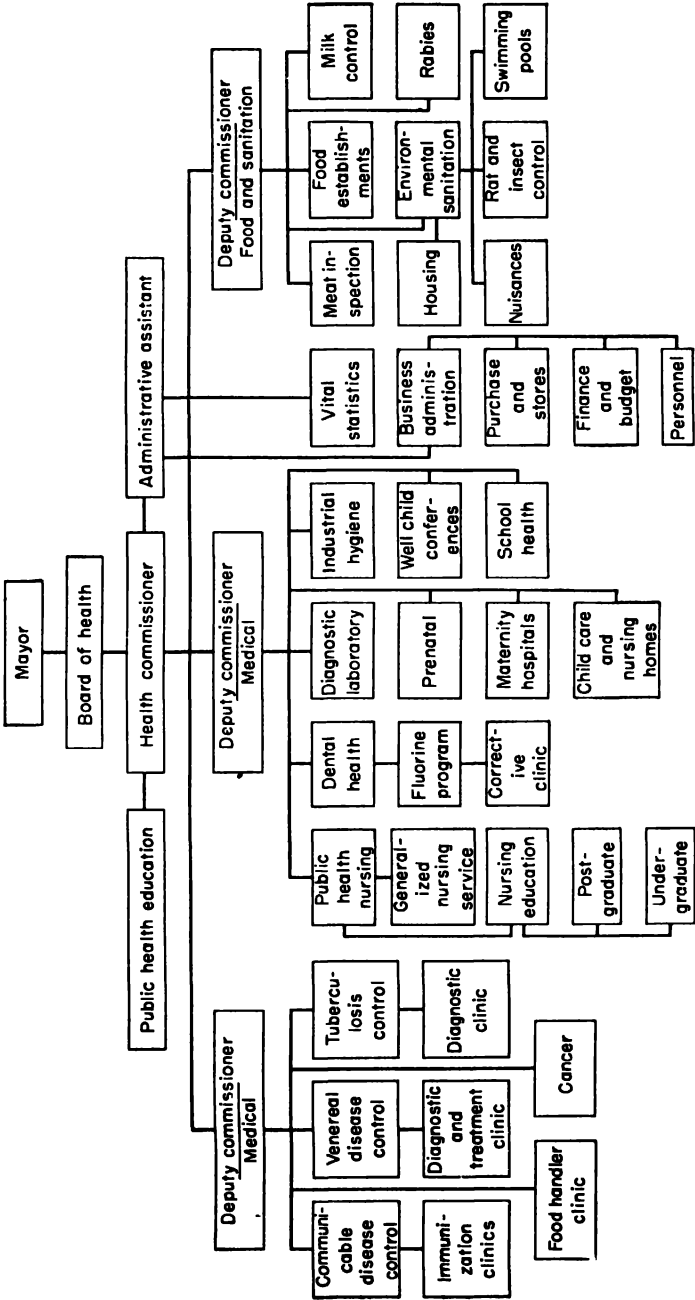 Mayor
Board of health
Public health education
Health commissioner
Administrative assistant
Deputy commissioner
Medical
Deputy commissioner
Medical
Deputy commissioner
Food and sanitation
Communi-
cable
disease
control
Venereal
disease
control
Tubercu-
losis
control
Immuni-
zation
clinics
Diagnostic
and
treatment
clinic
Diagnostic
clinic
Food handler
clinic
Cancer
Public
health
nursing
Dental
health
Diagnostic
laboratory
Industrial
hygiene
General-
ized
nursing
service
Fluorine
program
Prenatal
Well child
confer-
ences
Nursing
education
Correct-
ive
clinic
Maternity
hospitals
School
health
Post-
graduate
Child care
and
nursing
homes
Under-
graduate
Vital
statistics
Business
adminis-
tration
Purchase
and
stores
Finance
and
budget
Personnel
Meat in-
spection
Food
establish-
ments
Milk
control
Housing
Environ-
mental
sanitation
Rabies
Nuisances
Rat and
insect
control
Swimming
pools